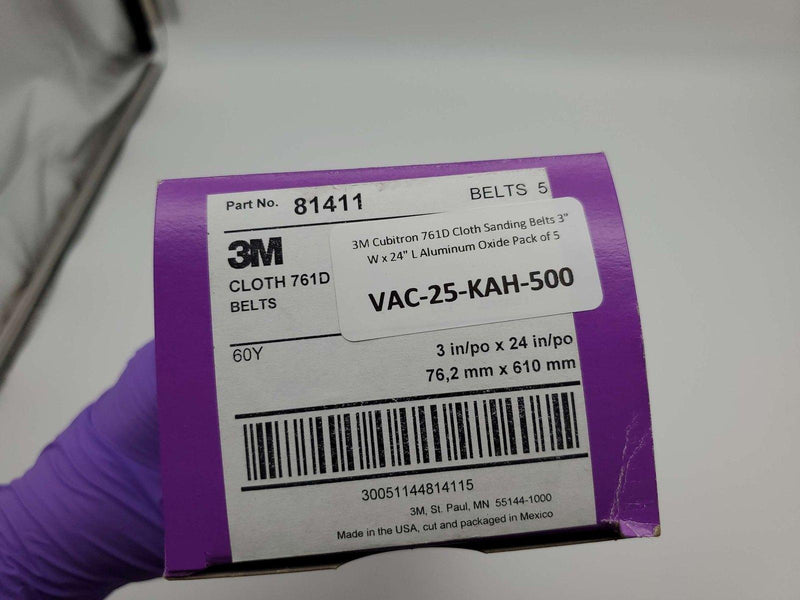 Part No. 81411 BELTS 5
3M
CLOTH 761D
BELTS
3M Cubitron 761D Cloth Sanding Belts 3"
W x 24" L Aluminum Oxide Pack of 5
VAC-25-KAH-500
60Y
3 in/po x 24 in/po
76,2 mm x 610 mm
30051144814115
3M, St. Paul, MN 55144-1000
Made in the USA, cut and packaged in Mexico